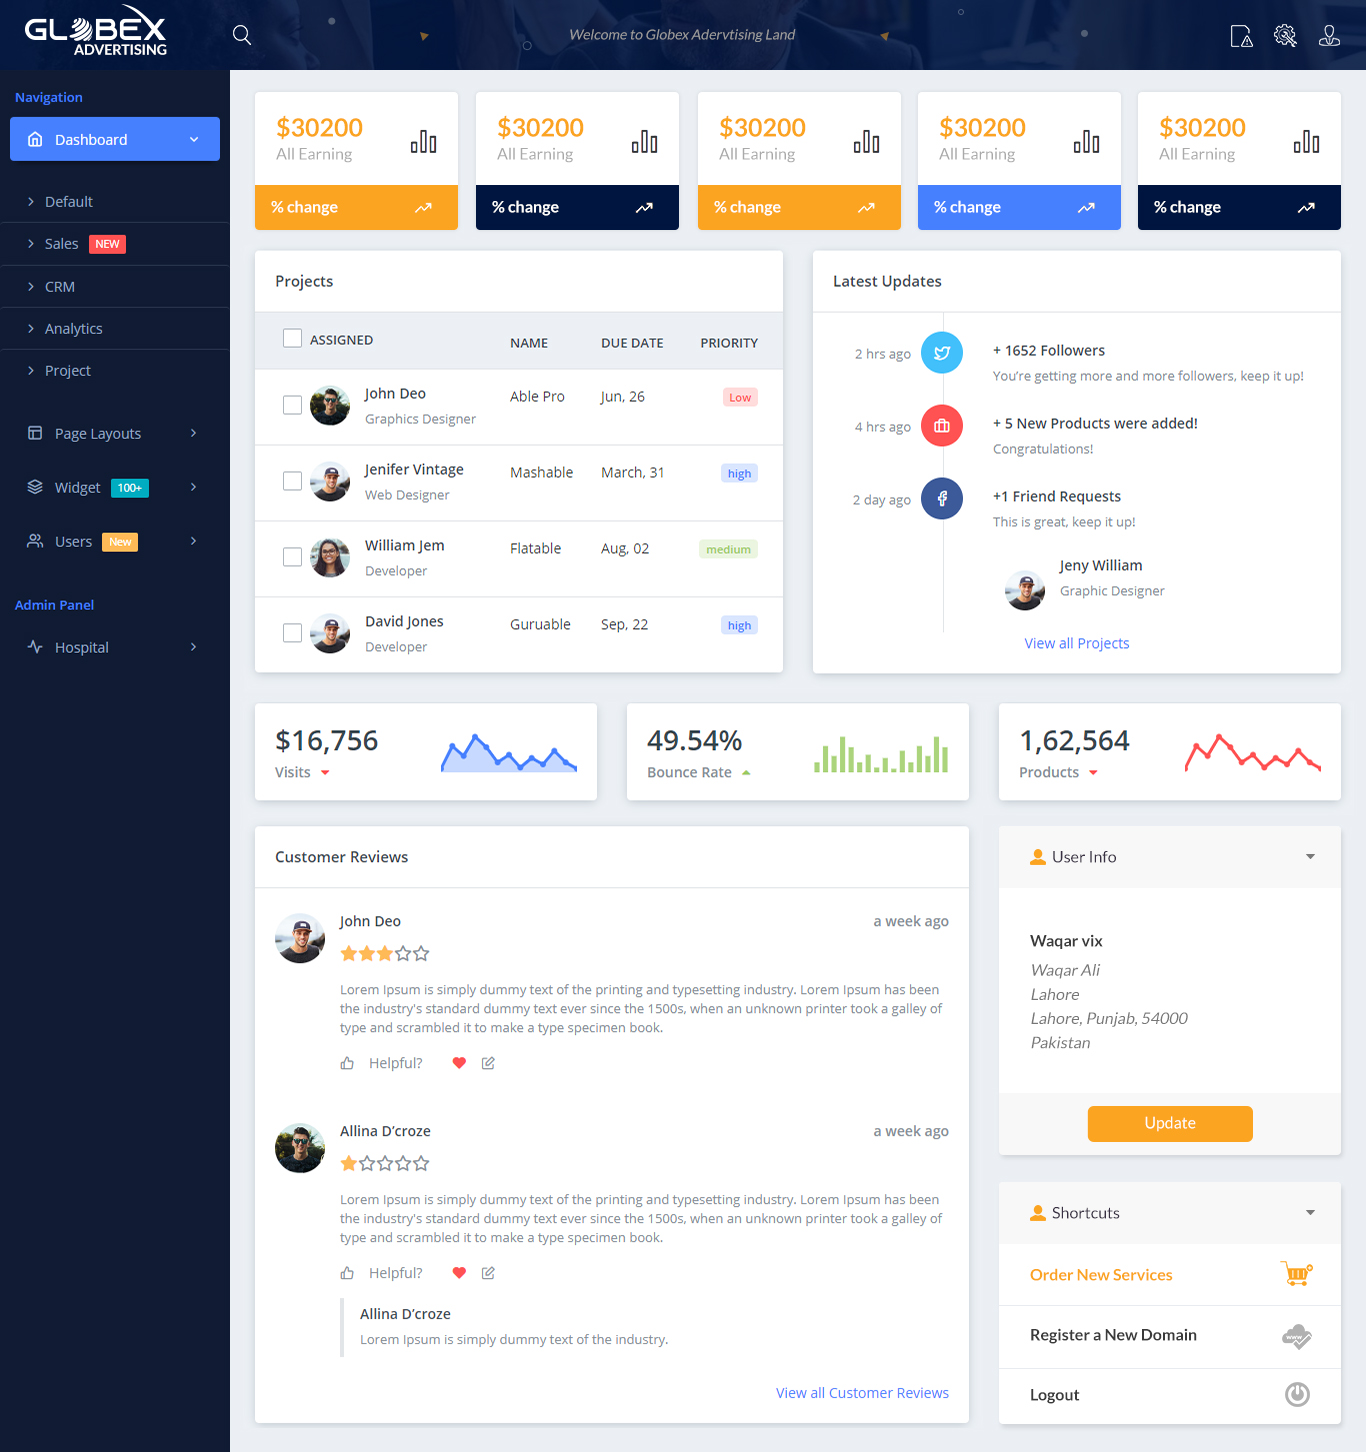 GLOBEX
ADVERTISING
Welcome to Globex Adervtising Land
Navigation
Dashboard
Default
Sales NEW
CRM
Analytics
Project
Page Layouts
Widget 100+
Users New
Admin Panel
Hospital
$30200
All Earning
% change
$30200
All Earning
% change
$30200
All Earning
% change
$30200
All Earning
% change
$30200
All Earning
% change
Projects
ASSIGNED NAME DUE DATE PRIORITY
John Deo Able Pro Jun, 26 Low
Graphics Designer
Jenifer Vintage Mashable March, 31 high
Web Designer
William Jem Flatable Aug, 02 medium
Developer
David Jones Guruable Sep, 22 high
Developer
Latest Updates
2 hrs ago + 1652 Followers
You're getting more and more followers, keep it up!
4 hrs ago + 5 New Products were added!
Congratulations!
2 day ago +1 Friend Requests
This is great, keep it up!
Jeny William
Graphic Designer
View all Projects
$16,756
Visits
49.54%
Bounce Rate
1,62,564
Products
Customer Reviews
John Deo a week ago
Lorem Ipsum is simply dummy text of the printing and typesetting industry. Lorem Ipsum has been
the industry's standard dummy text ever since the 1500s, when an unknown printer took a galley of
type and scrambled it to make a type specimen book.
Helpful?
Allina D'croze a week ago
Lorem Ipsum is simply dummy text of the printing and typesetting industry. Lorem Ipsum has been
the industry's standard dummy text ever since the 1500s, when an unknown printer took a galley of
type and scrambled it to make a type specimen book.
Helpful?
Allina D'croze
Lorem Ipsum is simply dummy text of the industry.
View all Customer Reviews
User Info
Waqar vix
Waqar Ali
Lahore
Lahore, Punjab, 54000
Pakistan
Update
Shortcuts
Order New Services
Register a New Domain
www
Logout